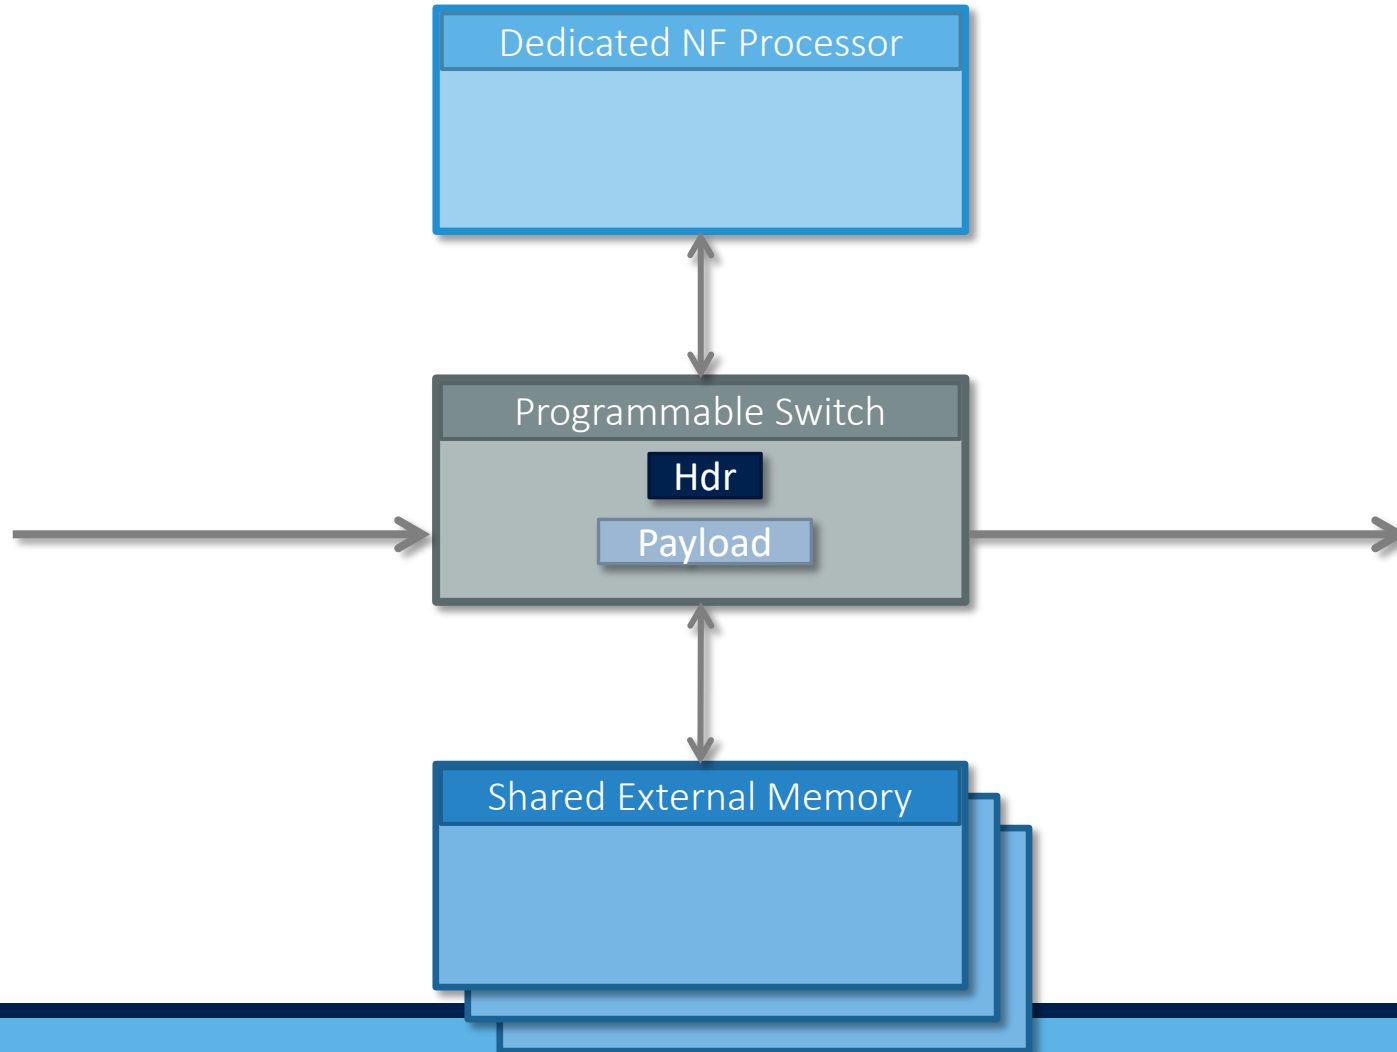 Dedicated NF Processor
Programmable Switch
Hdr
Payload
Shared External Memory